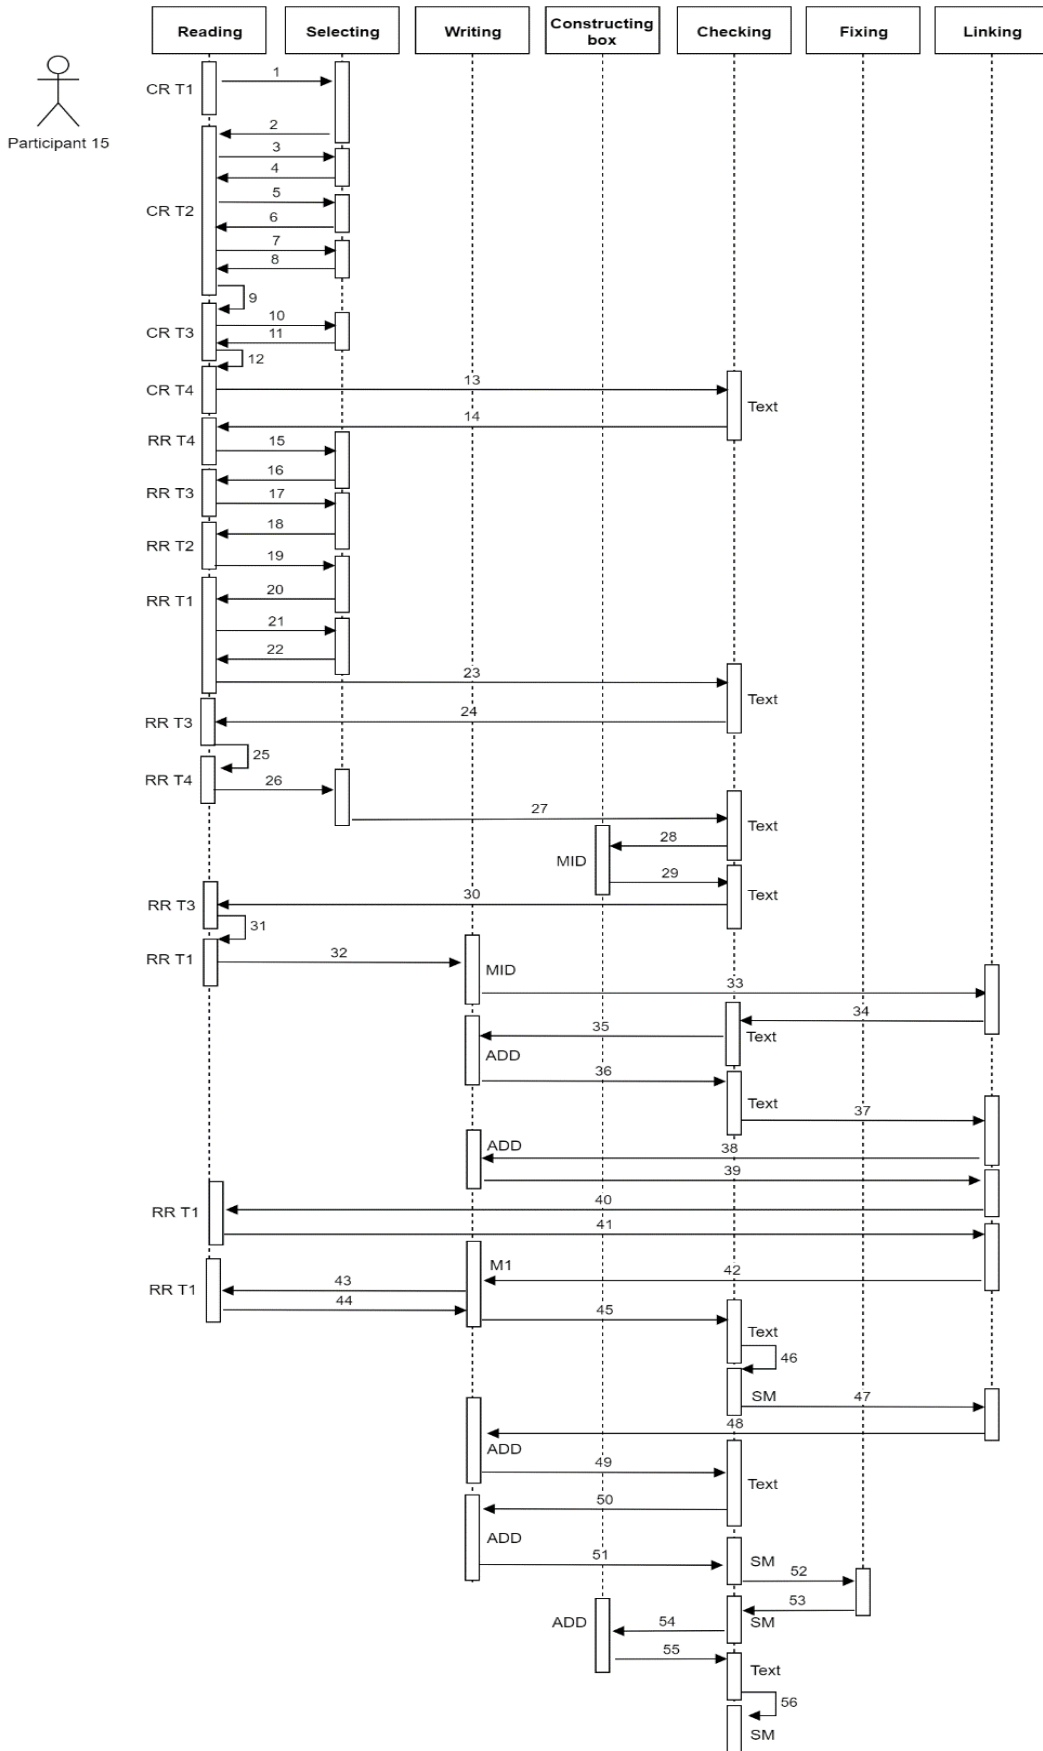 Reading Selecting Writing Constructing box Checking Fixing Linking
Participant 15
CR T1
1
2
3
4
CR T2
5
6
7
8
9
10
CR T3
11
12
CR T4
13
Text
14
RR T4
15
16
RR T3
17
18
RR T2
19
RR T1
20
21
22
23
Text
RR T3
24
25
RR T4
26
27
Text
28
MID
29
Text
RR T3
30
31
RR T1
32
MID
33
34
35
Text
ADD
36
Text
37
ADD
38
39
RR T1
40
41
M1
42
RR T1
43
44
45
Text
46
SM
47
48
ADD
49
Text
50
ADD
51
SM
52
53
ADD
54
SM
55
Text
56
SM